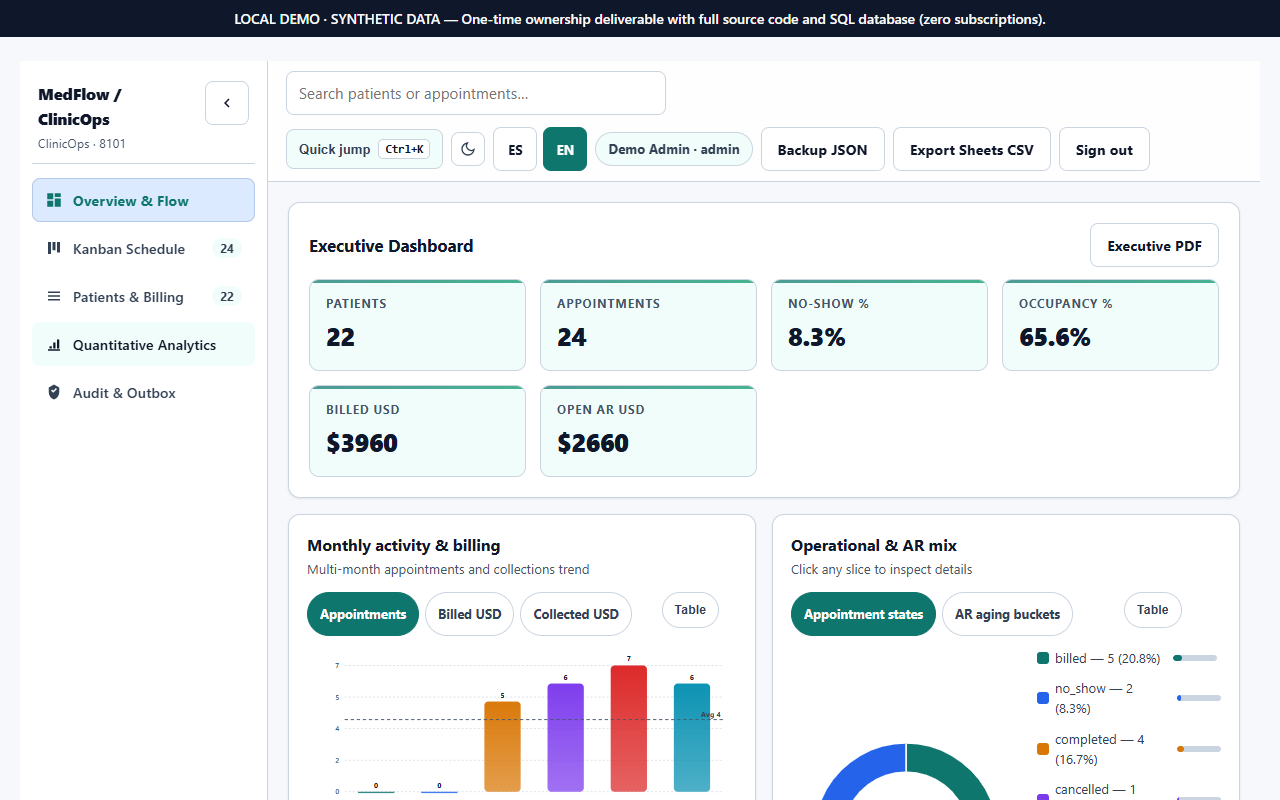 LOCAL DEMO · SYNTHETIC DATA — One-time ownership deliverable with full source code and SQL database (zero subscriptions).
MedFlow /
ClinicOps
ClinicOps · 8101
Overview & Flow
Kanban Schedule 24
Patients & Billing 22
Quantitative Analytics
Audit & Outbox
Search patients or appointments...
Quick jump Ctrl+K ES EN Demo Admin · admin Backup JSON Export Sheets CSV Sign out
Executive Dashboard
Executive PDF
PATIENTS
22
APPOINTMENTS
24
NO-SHOW %
8.3%
OCCUPANCY %
65.6%
BILLED USD
$3960
OPEN AR USD
$2660
Monthly activity & billing
Multi-month appointments and collections trend
Appointments Billed USD Collected USD Table
7
5
4
2
0
0
0
5
6
7
6
Avg 4
Operational & AR mix
Click any slice to inspect details
Appointment states AR aging buckets Table
billed — 5 (20.8%)
no_show — 2
(8.3%)
completed — 4
(16.7%)
cancelled — 1